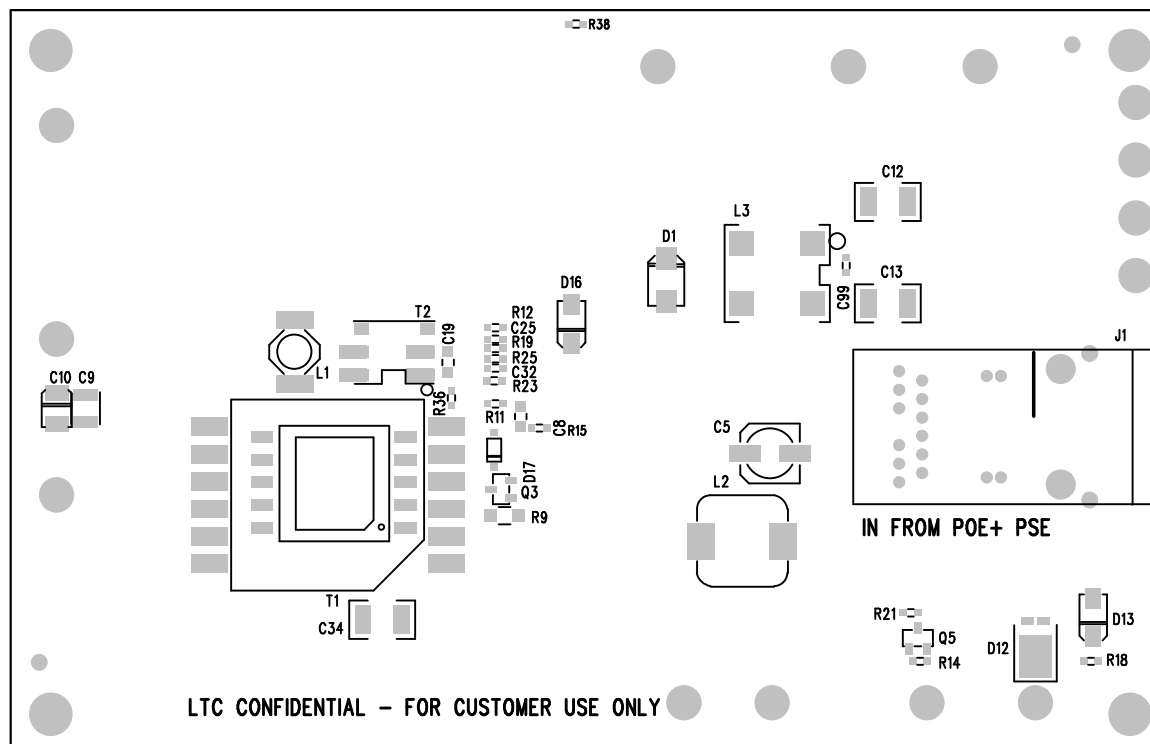 R38
C12
L3
D1
C13
C99
D16
R12
T2
C25
C19
R19
R25
C32
R23
L1
J1
C10 C9
R36
R11
C8
R15
C5
D17
L2
Q3
R9
IN FROM POE+ PSE
T1
C34
R21
Q5
D12
D13
R14
R18
LTC CONFIDENTIAL - FOR CUSTOMER USE ONLY